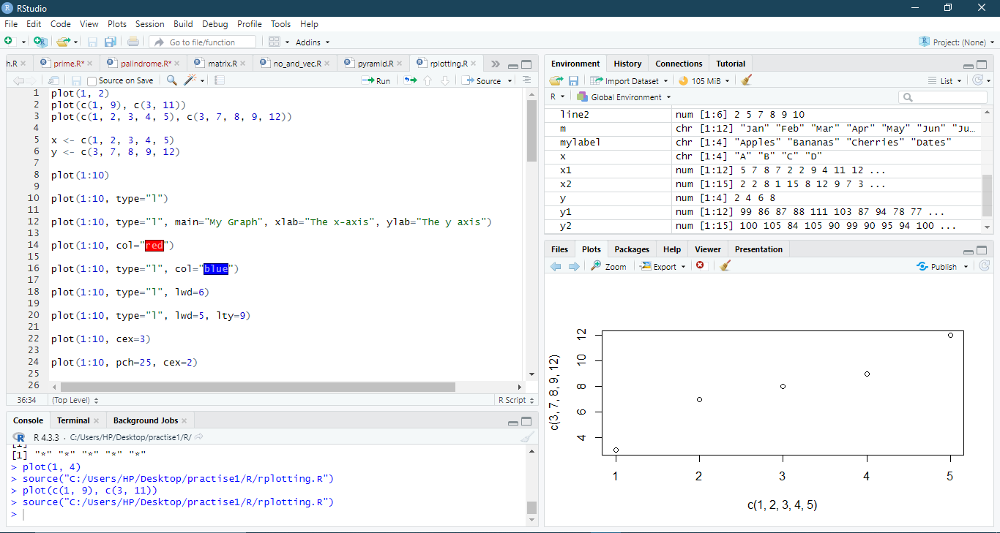 RStudio
File Edit Code View Plots Session Build Debug Profile Tools Help
Go to file/function Addins Project: (None)
h.R prime.R* palindrome.R* matrix.R no_and_vec.R pyramid.R rplotting.R
Source on Save Run Source
1 plot(1, 2)
2 plot(c(1, 9), c(3, 11))
3 plot(c(1, 2, 3, 4, 5), c(3, 7, 8, 9, 12))
4
5 x <- c(1, 2, 3, 4, 5)
6 y <- c(3, 7, 8, 9, 12)
7
8 plot(1:10)
9
10 plot(1:10, type="l")
11
12 plot(1:10, type="l", main="My Graph", xlab="The x-axis", ylab="The y axis")
13
14 plot(1:10, col="red")
15
16 plot(1:10, type="l", col="blue")
17
18 plot(1:10, type="l", lwd=6)
19
20 plot(1:10, type="l", lwd=5, lty=9)
21
22 plot(1:10, cex=3)
23
24 plot(1:10, pch=25, cex=2)
25
26
36:34 (Top Level) R Script
Console Terminal Background Jobs
R 4.3.3 · C:/Users/HP/Desktop/practise1/R/
[1] "*" "*" "*" "*" "*"
> plot(1, 4)
> source("C:/Users/HP/Desktop/practise1/R/rplotting.R")
> plot(c(1, 9), c(3, 11))
> source("C:/Users/HP/Desktop/practise1/R/rplotting.R")
>
Environment History Connections Tutorial
Import Dataset 105 MiB List
R Global Environment
line2 num [1:6] 2 5 7 8 9 10
m chr [1:12] "Jan" "Feb" "Mar" "Apr" "May" "Jun" "Ju…
mylabel chr [1:4] "Apples" "Bananas" "Cherries" "Dates"
x chr [1:4] "A" "B" "C" "D"
x1 num [1:12] 5 7 8 7 2 2 9 4 11 12 ...
x2 num [1:15] 2 2 8 1 15 8 12 9 7 3 ...
y num [1:4] 2 4 6 8
y1 num [1:12] 99 86 87 88 111 103 87 94 78 77 ...
y2 num [1:15] 100 105 84 105 90 99 90 95 94 100 ...
Files Plots Packages Help Viewer Presentation
Zoom Export Publish
c(3, 7, 8, 9, 12)
12
10
8
6
4
1 2 3 4 5
c(1, 2, 3, 4, 5)